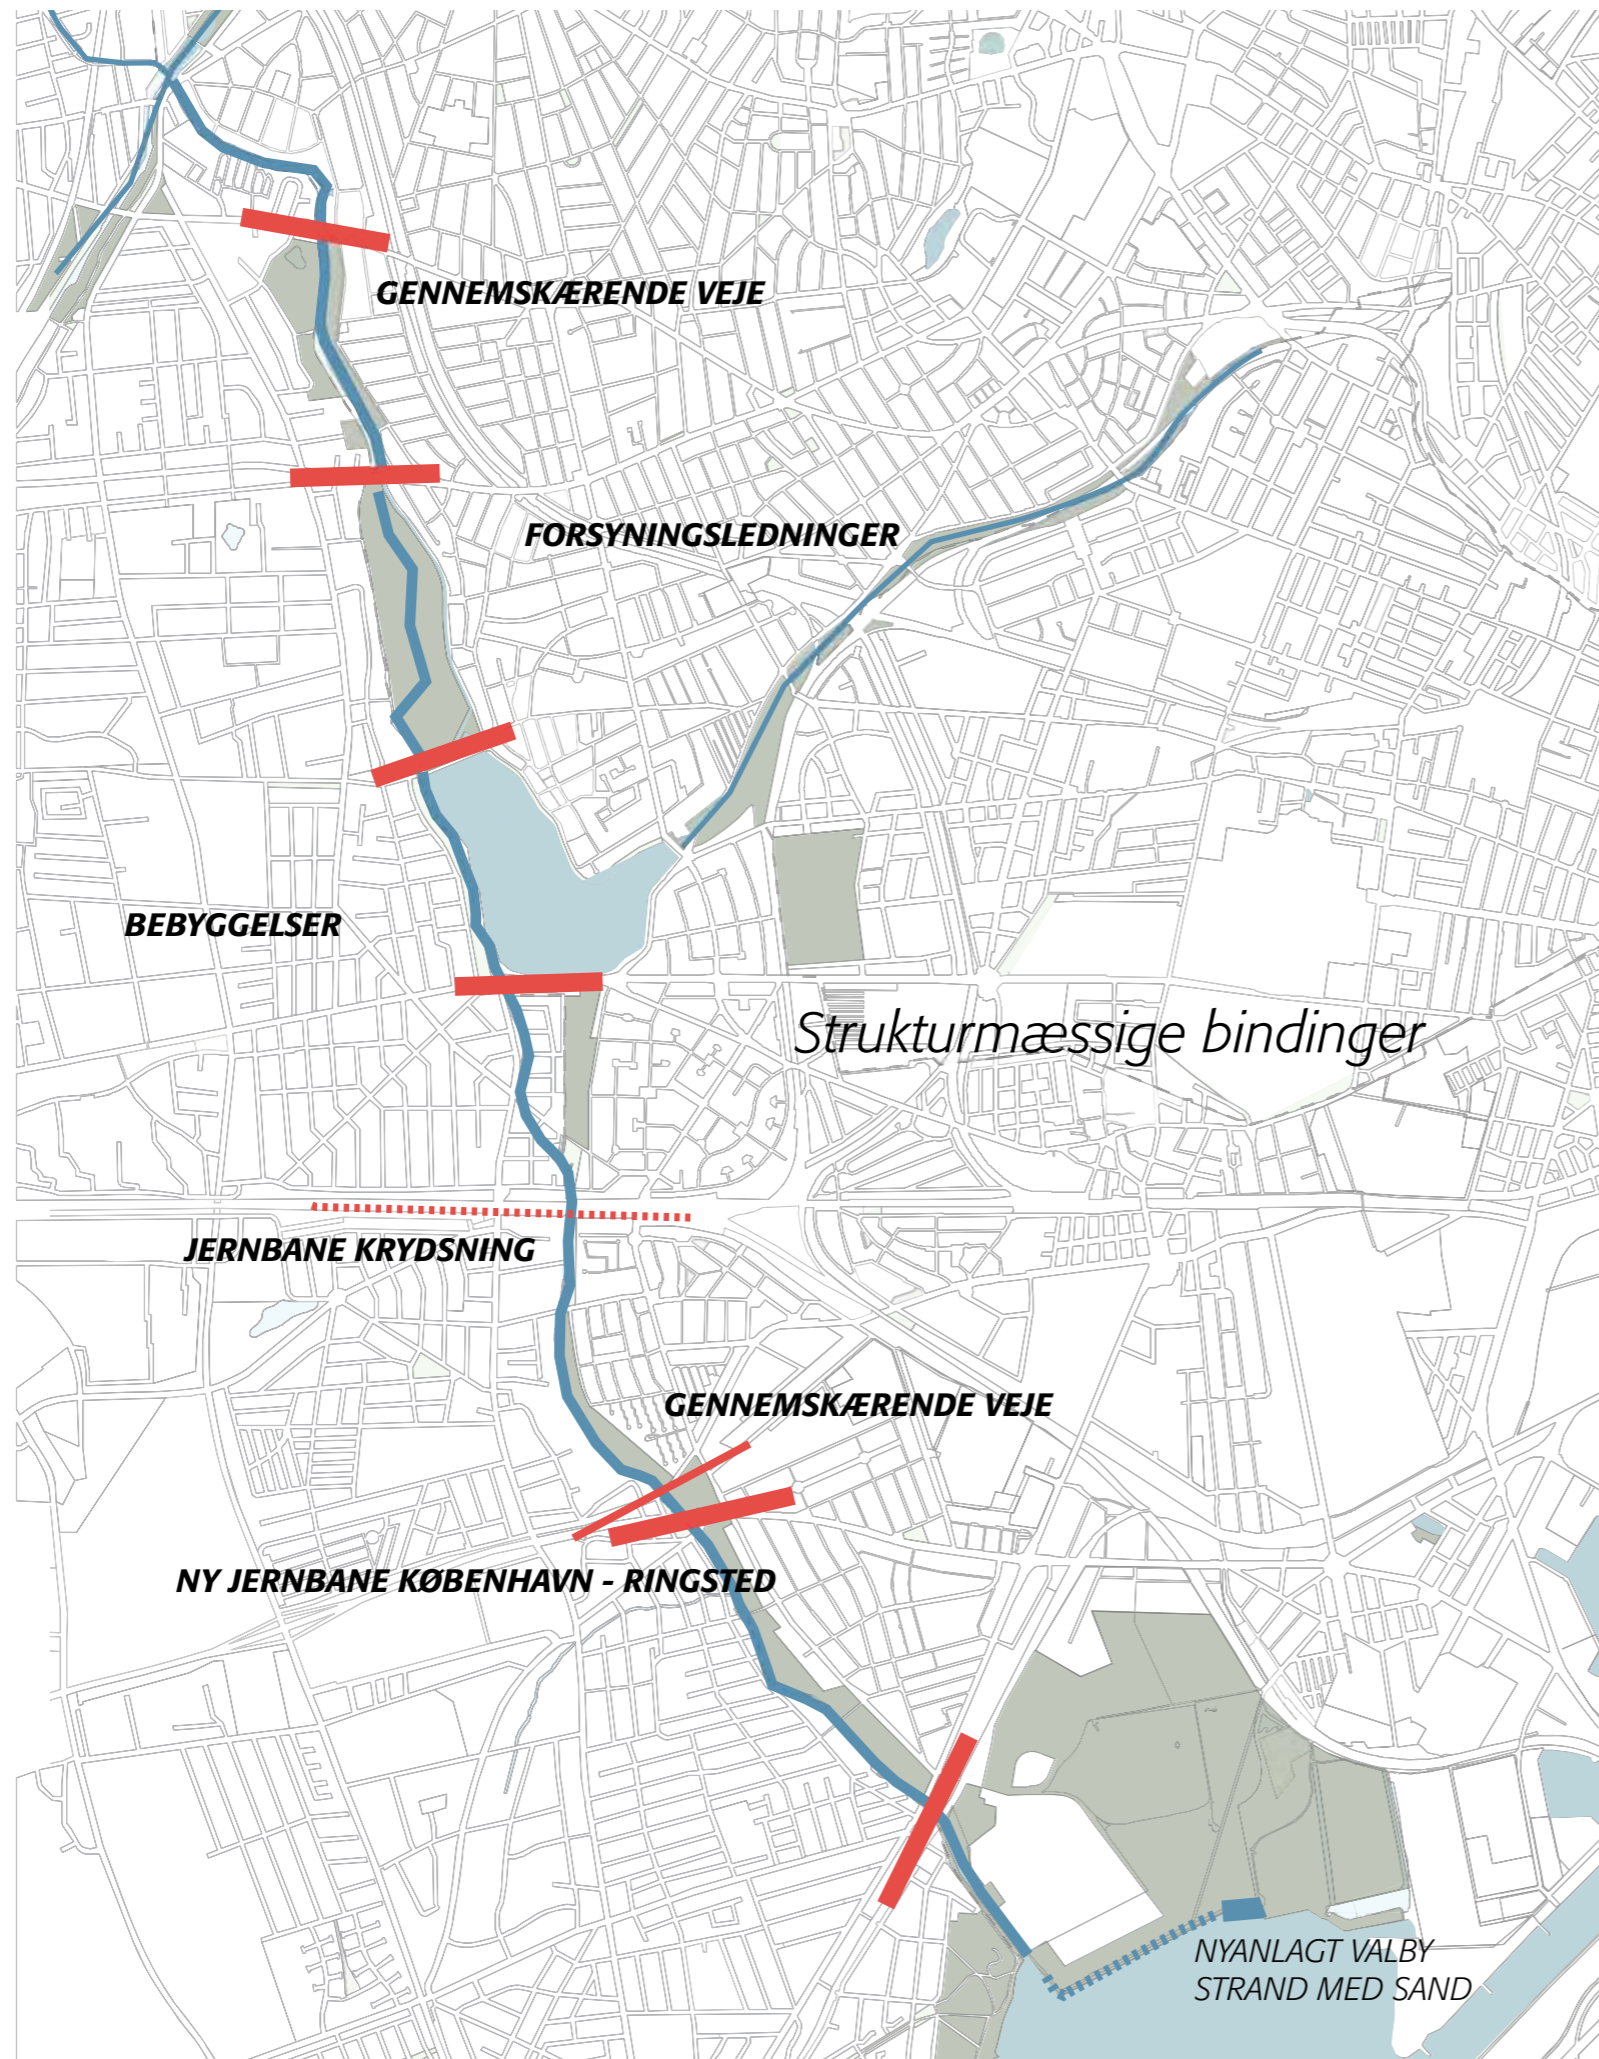 GENNEMSKÆRENDE VEJE
FORSYNINGSLEDNINGER
BEBYGGELSER
Strukturmæssige bindinger
JERNBANE KRYDSNING
GENNEMSKÆRENDE VEJE
NY JERNBANE KØBENHAVN - RINGSTED
NYANLAGT VALBY
STRAND MED SAND